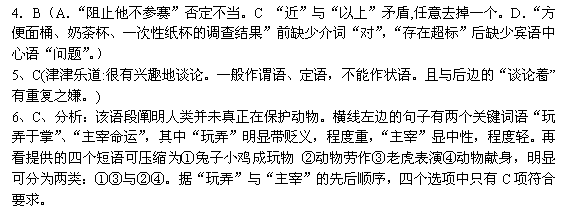 4．B（A．“阻止他不参赛”否定不当。C “近”与“以上”矛盾,任意去掉一个。D．“方
便面桶、奶茶杯、一次性纸杯的调查结果”前缺少介词“对”，“存在超标”后缺少宾语中
心语“问题”。）
5、C(津津乐道:很有兴趣地谈论。一般作谓语、定语，不能作状语。且与后边的“谈论着”
有重复之嫌。)
6、C、分析：该语段阐明人类并未真正在保护动物。横线左边的句子有两个关键词语“玩
弄于掌”、“主宰命运”，其中“玩弄”明显带贬义，程度重，“主宰”显中性，程度轻。再
看提供的四个短语可压缩为①兔子小鸡成玩物 ②动物劳作③老虎表演④动物献身，明显
可分为两类：①③与②④。据“玩弄”与“主宰”的先后顺序，四个选项中只有 C 项符合
要求。